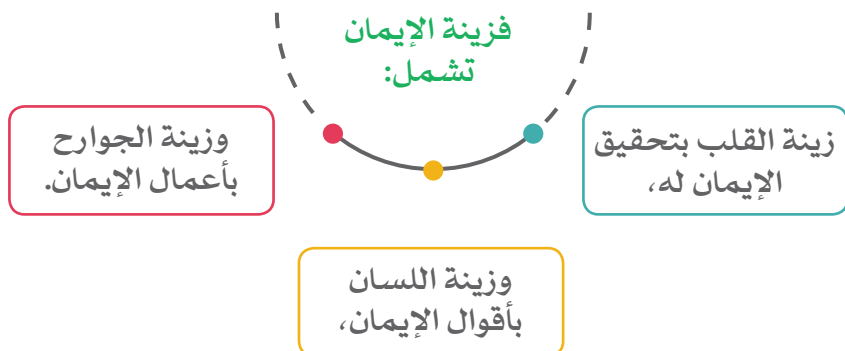 فزينة الإيمان
تشمل:
زينة القلب بتحقيق
الإيمان له،
وزينة اللسان
بأقوال الإيمان،
وزينة الجوارح
بأعمال الإيمان.